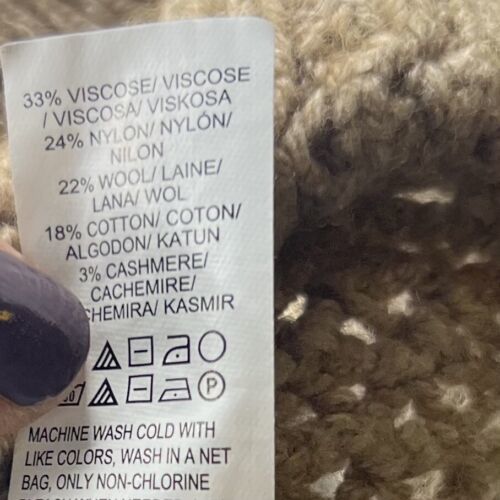 33% VISCOSE/ VISCOSE
/ VISCOSA/ VISKOSA
24% NYLON/ NYLÓN/
NILON
22% WOOL/ LAINE/
LANA/ WOL
18% COTTON/ COTON/
ALGODON/ KATUN
3% CASHMERE/
CACHEMIRE/
CHEMIRA/ KASMIR
P
MACHINE WASH COLD WITH
LIKE COLORS, WASH IN A NET
BAG, ONLY NON-CHLORINE